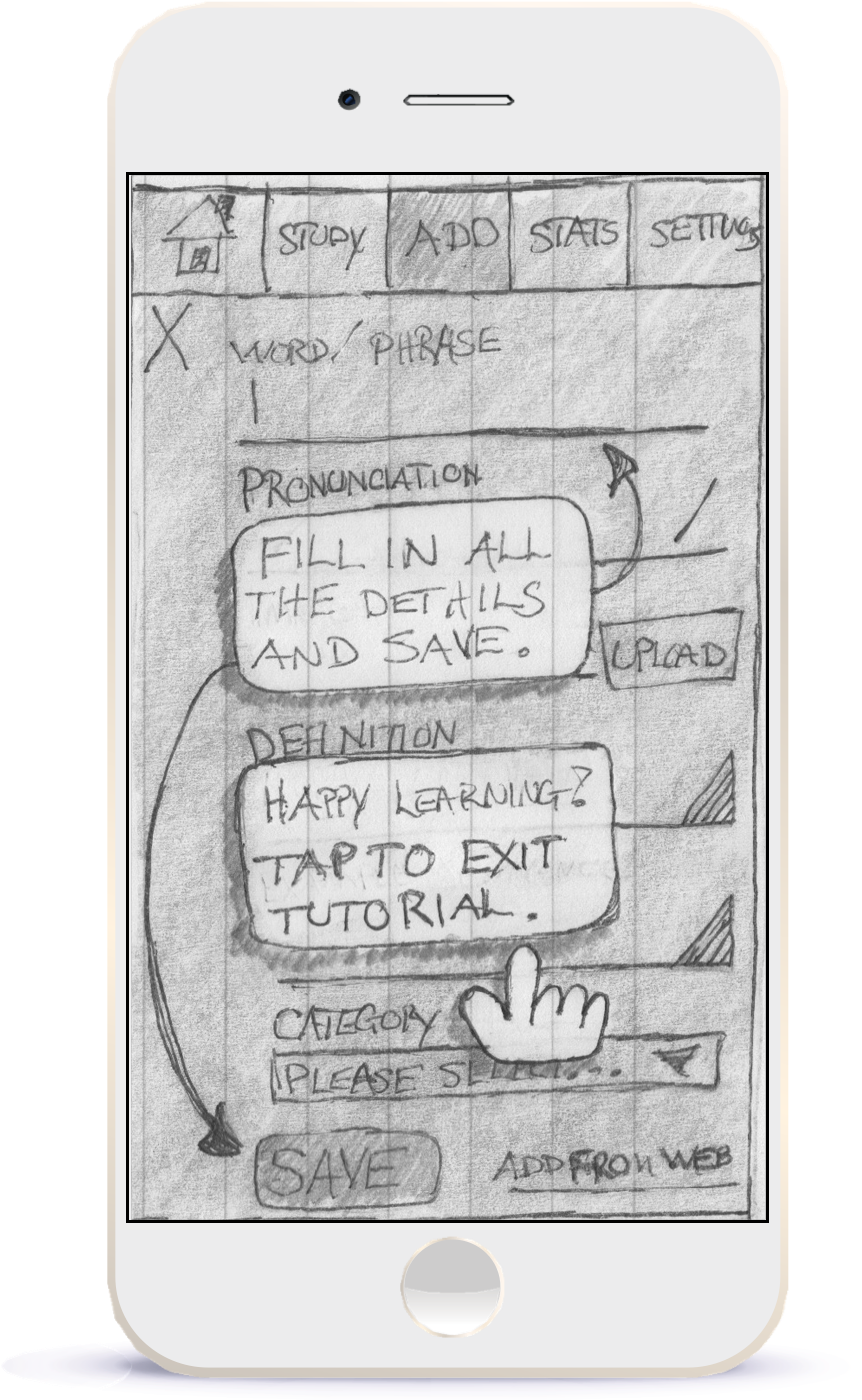 STUDY
ADD
STATS
SETTINGS
X
WORD/PHRASE
PRONUNCIATION
FILL IN ALL
THE DETAILS
AND SAVE.
UPLOAD
DEFINITION
HAPPY LEARNING!
TAP TO EXIT
TUTORIAL.
CATEGORY
PLEASE SELECT...
SAVE
ADD FROM WEB